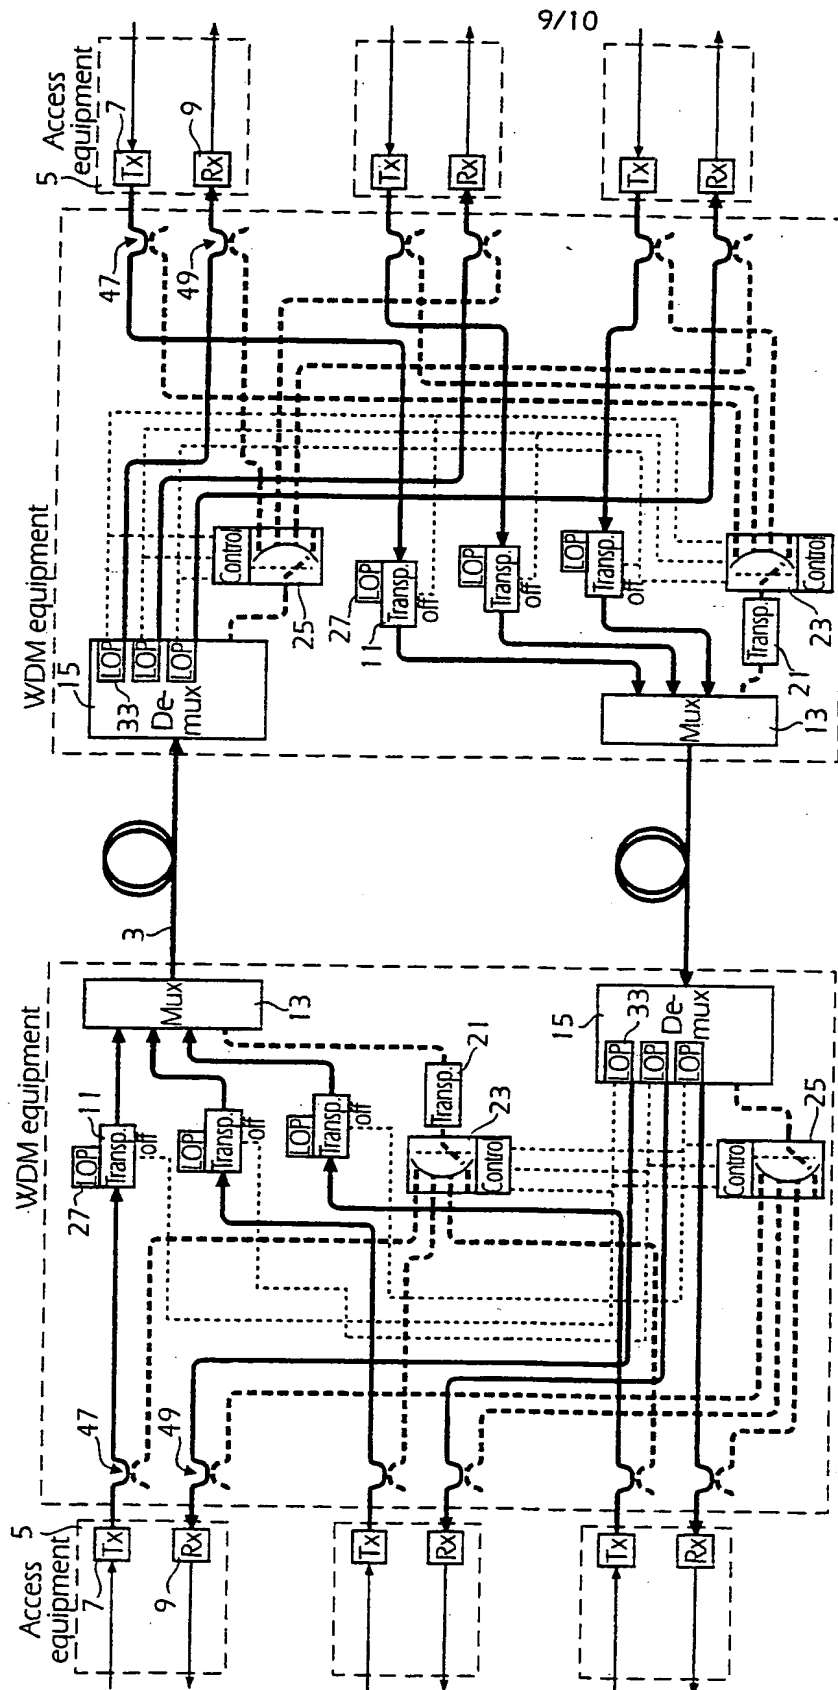 9/10
Access
equipment
5
7
Tx
9
Rx
Tx
Rx
Tx
Rx
47
49
WDM equipment
15
LOP
33
LOP
LOP
De-
mux
Control
25
27
LOP
Transp.
off
11
LOP
Transp.
off
LOP
Transp.
off
Control
23
Transp.
21
Mux
13
3
WDM equipment
Mux
13
27
LOP
Transp.
off
11
LOP
Transp.
off
LOP
Transp.
off
Transp.
21
23
Control
15
33
LOP
LOP
LOP
De-
mux
Control
25
47
49
Access
equipment
5
7
Tx
9
Rx
Tx
Rx
Tx
Rx